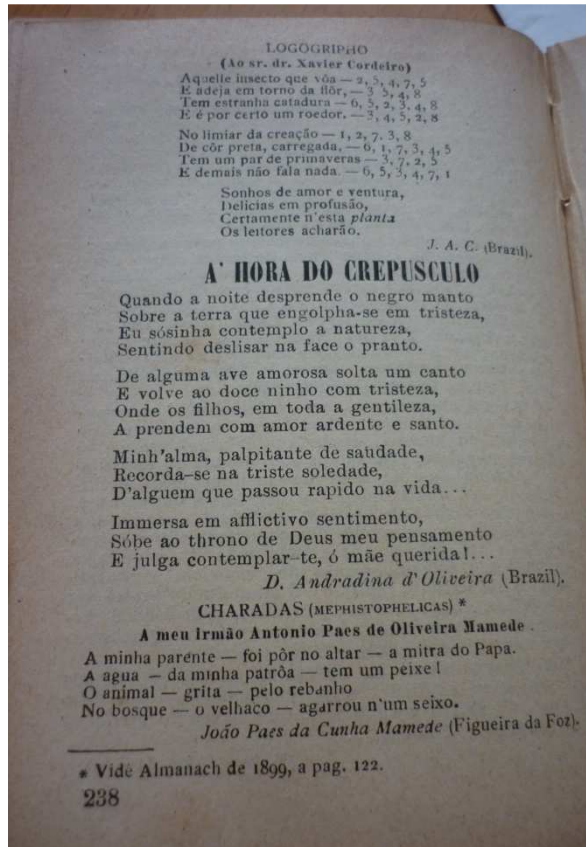 LOGOGRIPHO
(Ao sr. dr. Xavier Cordeiro)
Aquelle insecto que vôa — 2, 5, 4, 7, 5
E adeja em torno da flôr, — 3 5, 4, 8
Tem estranha catadura — 6, 5, 2, 3, 4, 8
E é por certo um roedor. — 3, 4, 5, 2, 8
No limiar da creação — 1, 2, 7. 3, 8
De côr preta, carregada, — 6, 1, 7, 3, 4, 5
Tem um par de primaveras — 3, 7, 2, 5
E demais não fala nada. — 6, 5, 3, 4, 7, 1
Sonhos de amor e ventura,
Delicias em profusão,
Certamente n'esta planta
Os leitores acharão.
J. A. C. (Brazil).
A' HORA DO CREPUSCULO
Quando a noite desprende o negro manto
Sobre a terra que engolpha-se em tristeza,
Eu sósinha contemplo a natureza,
Sentindo deslisar na face o pranto.
De alguma ave amorosa solta um canto
E volve ao doce ninho com tristeza,
Onde os filhos, em toda a gentileza,
A prendem com amor ardente e santo.
Minh'alma, palpitante de saudade,
Recorda-se na triste soledade,
D'alguem que passou rapido na vida...
Immersa em afflictivo sentimento,
Sóbe ao throno de Deus meu pensamento
E julga contemplar-te, ó mãe querida!...
D. Andradina d'Oliveira (Brazil).
CHARADAS (MEPHISTOPHELICAS) *
A meu irmão Antonio Paes de Oliveira Mamede.
A minha parente — foi pôr no altar — a mitra do Papa.
A agua — da minha patrôa — tem um peixe!
O animal — grita — pelo rebanho
No bosque — o velhaco — agarrou n'um seixo.
João Paes da Cunha Mamede (Figueira da Foz).
* Vide Almanach de 1899, a pag. 122.
238